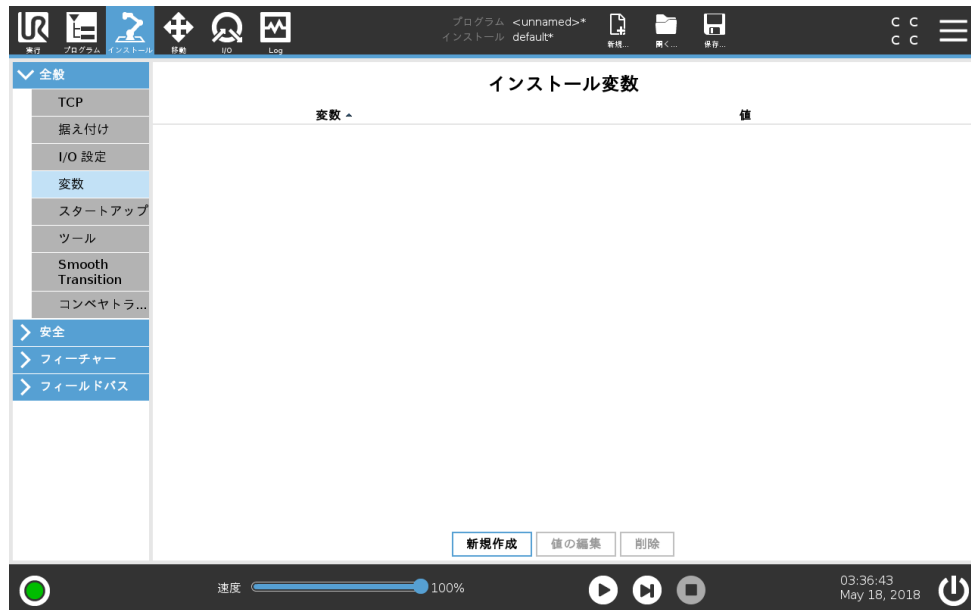 UR
実行
プログラム
インストール
移動
I/O
Log
プログラム <unnamed>*
インストール default*
新規...
開く...
保存...
C C
C C
全般
TCP
据え付け
I/O 設定
変数
スタートアップ
ツール
Smooth
Transition
コンベヤトラ...
安全
フィーチャー
フィールドバス
インストール変数
変数
値
新規作成
値の編集
削除
速度
100%
03:36:43
May 18, 2018